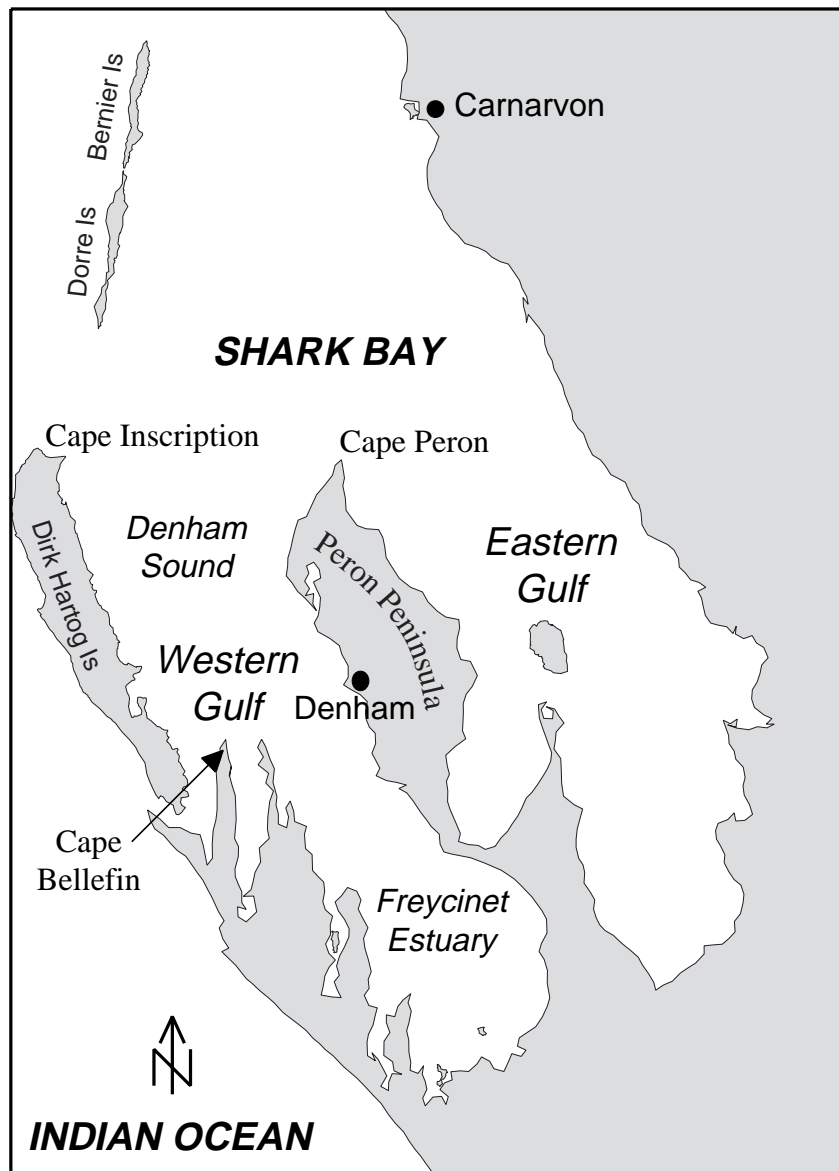 Bernier Is
Carnarvon
Dorre Is
SHARK BAY
Cape Inscription
Cape Peron
Denham
Sound
Dirk Hartog Is
Peron Peninsula
Eastern
Gulf
Western
Gulf
Denham
Cape
Bellefin
Freycinet
Estuary
N
INDIAN OCEAN